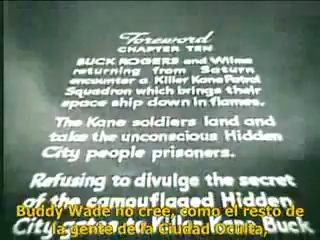 Foreword
CHAPTER TEN
BUCK ROGERS and Wilma
returning from Saturn
encounter a Killer Kane Patrol
Squadron which brings their
space ship down in flames.
The Kane soldiers land and
take the unconscious Hidden
City people prisoners.
Refusing to divulge the secret
of the camouflaged Hidden
Buddy Wade no cree, como el resto de
la gente de la Ciudad Oculta,